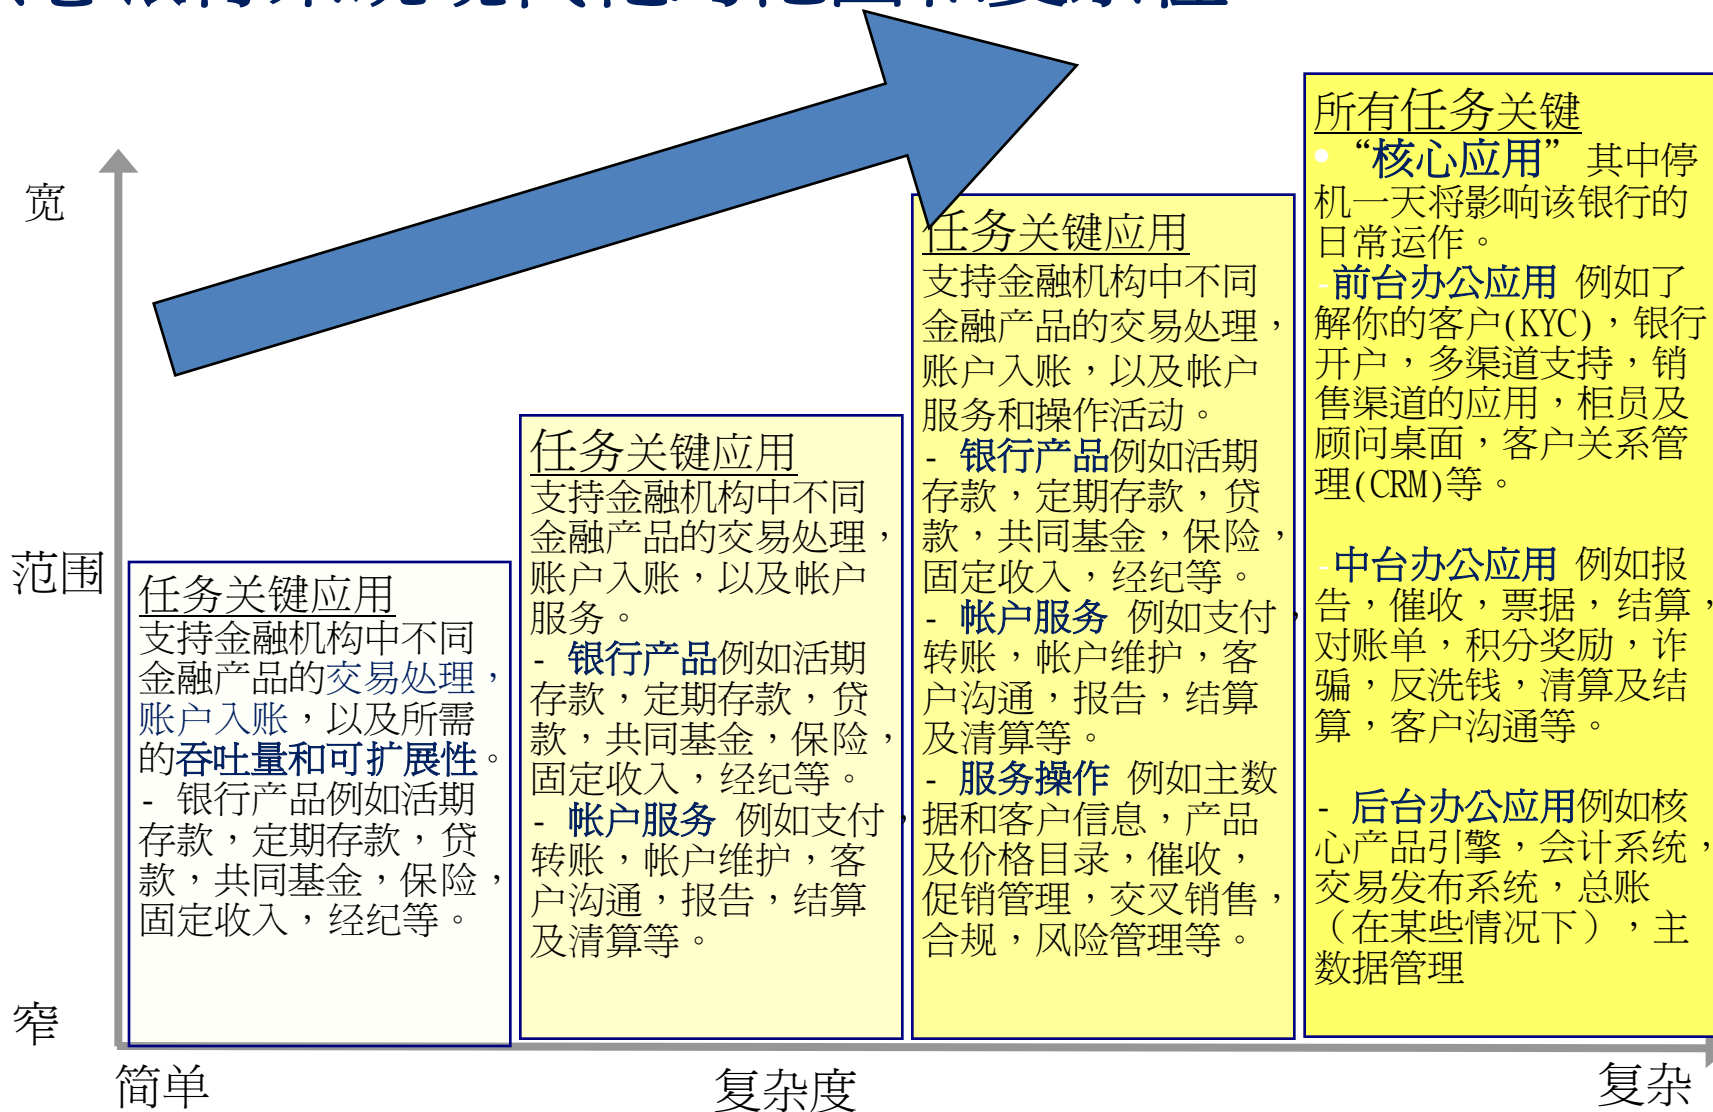 宽
范围
窄
简单
复杂度
复杂
任务关键应用
支持金融机构中不同
金融产品的交易处理，
账户入账，以及所需
的吞吐量和可扩展性。
- 银行产品例如活期
存款，定期存款，贷
款，共同基金，保险，
固定收入，经纪等。
任务关键应用
支持金融机构中不同
金融产品的交易处理，
账户入账，以及帐户
服务。
- 银行产品例如活期
存款，定期存款，贷
款，共同基金，保险，
固定收入，经纪等。
- 帐户服务 例如支付，
转账，帐户维护，客
户沟通，报告，结算
及清算等。
任务关键应用
支持金融机构中不同
金融产品的交易处理，
账户入账，以及帐户
服务和操作活动。
- 银行产品例如活期
存款，定期存款，贷
款，共同基金，保险，
固定收入，经纪等。
- 帐户服务 例如支付，
转账，帐户维护，客
户沟通，报告，结算
及清算等。
- 服务操作 例如主数
据和客户信息，产品
及价格目录，催收，
促销管理，交叉销售，
合规，风险管理等。
所有任务关键
• “核心应用” 其中停
机一天将影响该银行的
日常运作。
-前台办公应用 例如了
解你的客户(KYC)，银行
开户，多渠道支持，销
售渠道的应用，柜员及
顾问桌面，客户关系管
理(CRM)等。
-中台办公应用 例如报
告，催收，票据，结算，
对账单，积分奖励，诈
骗，反洗钱，清算及结
算，客户沟通等。
- 后台办公应用例如核
心产品引擎，会计系统，
交易发布系统，总账
（在某些情况下），主
数据管理